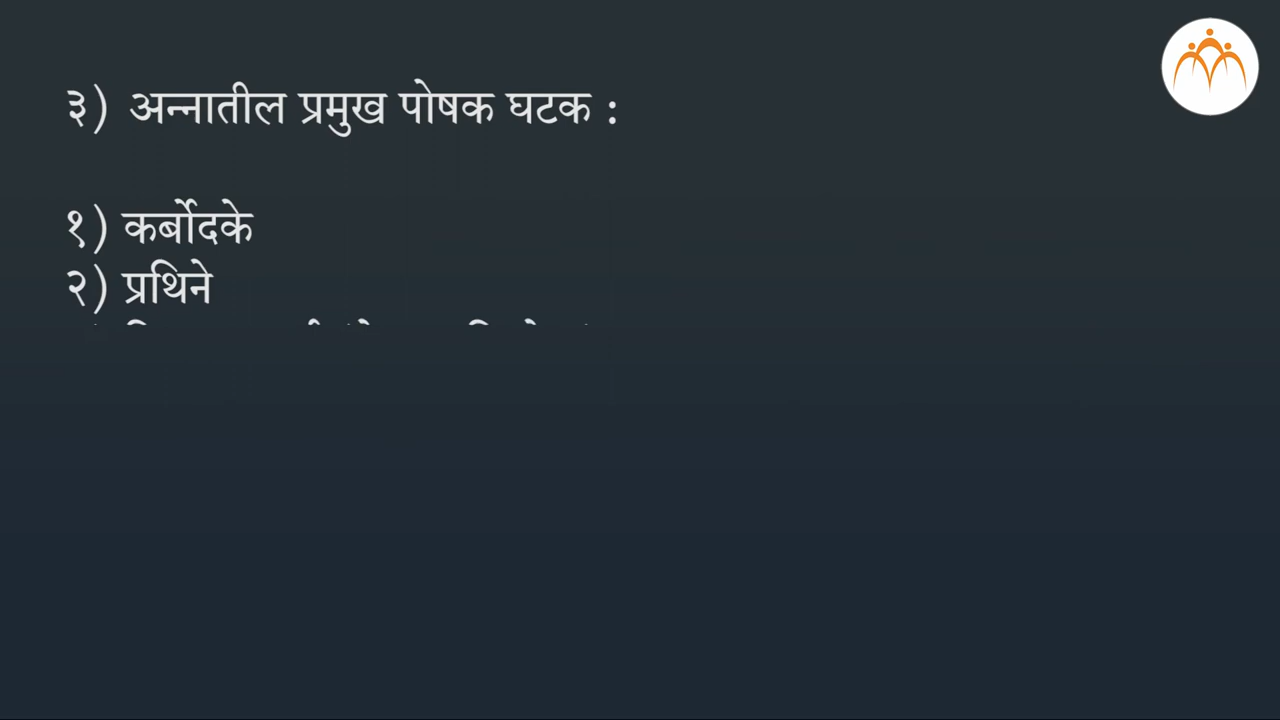 ३) अन्नातील प्रमुख पोषक घटक :
१) कर्बोदके
२) प्रथिने